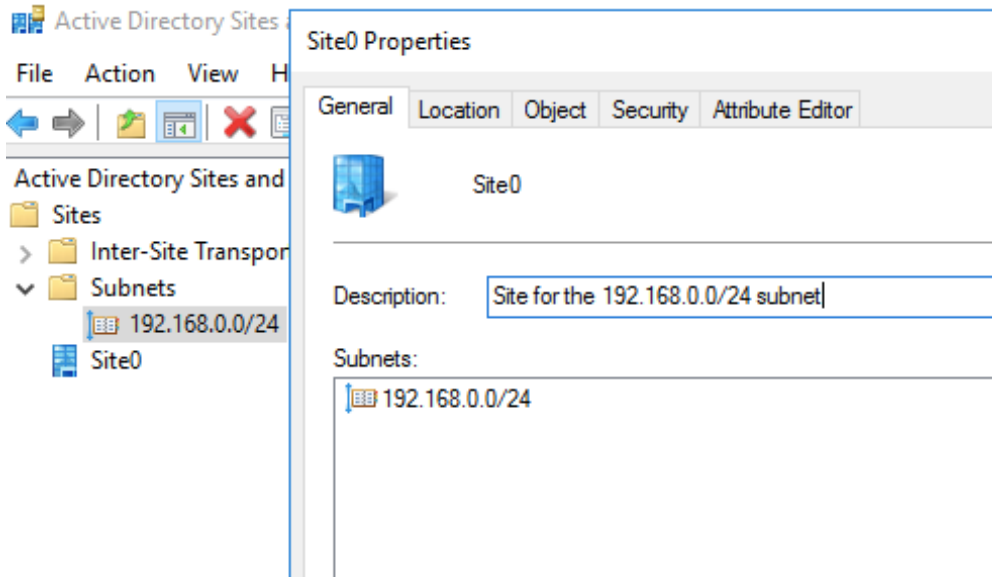 Active Directory Sites
File Action View H
Active Directory Sites and
Sites
Inter-Site Transpor
Subnets
192.168.0.0/24
Site0
Site0 Properties
General Location Object Security Attribute Editor
Site0
Description: Site for the 192.168.0.0/24 subnet
Subnets:
192.168.0.0/24